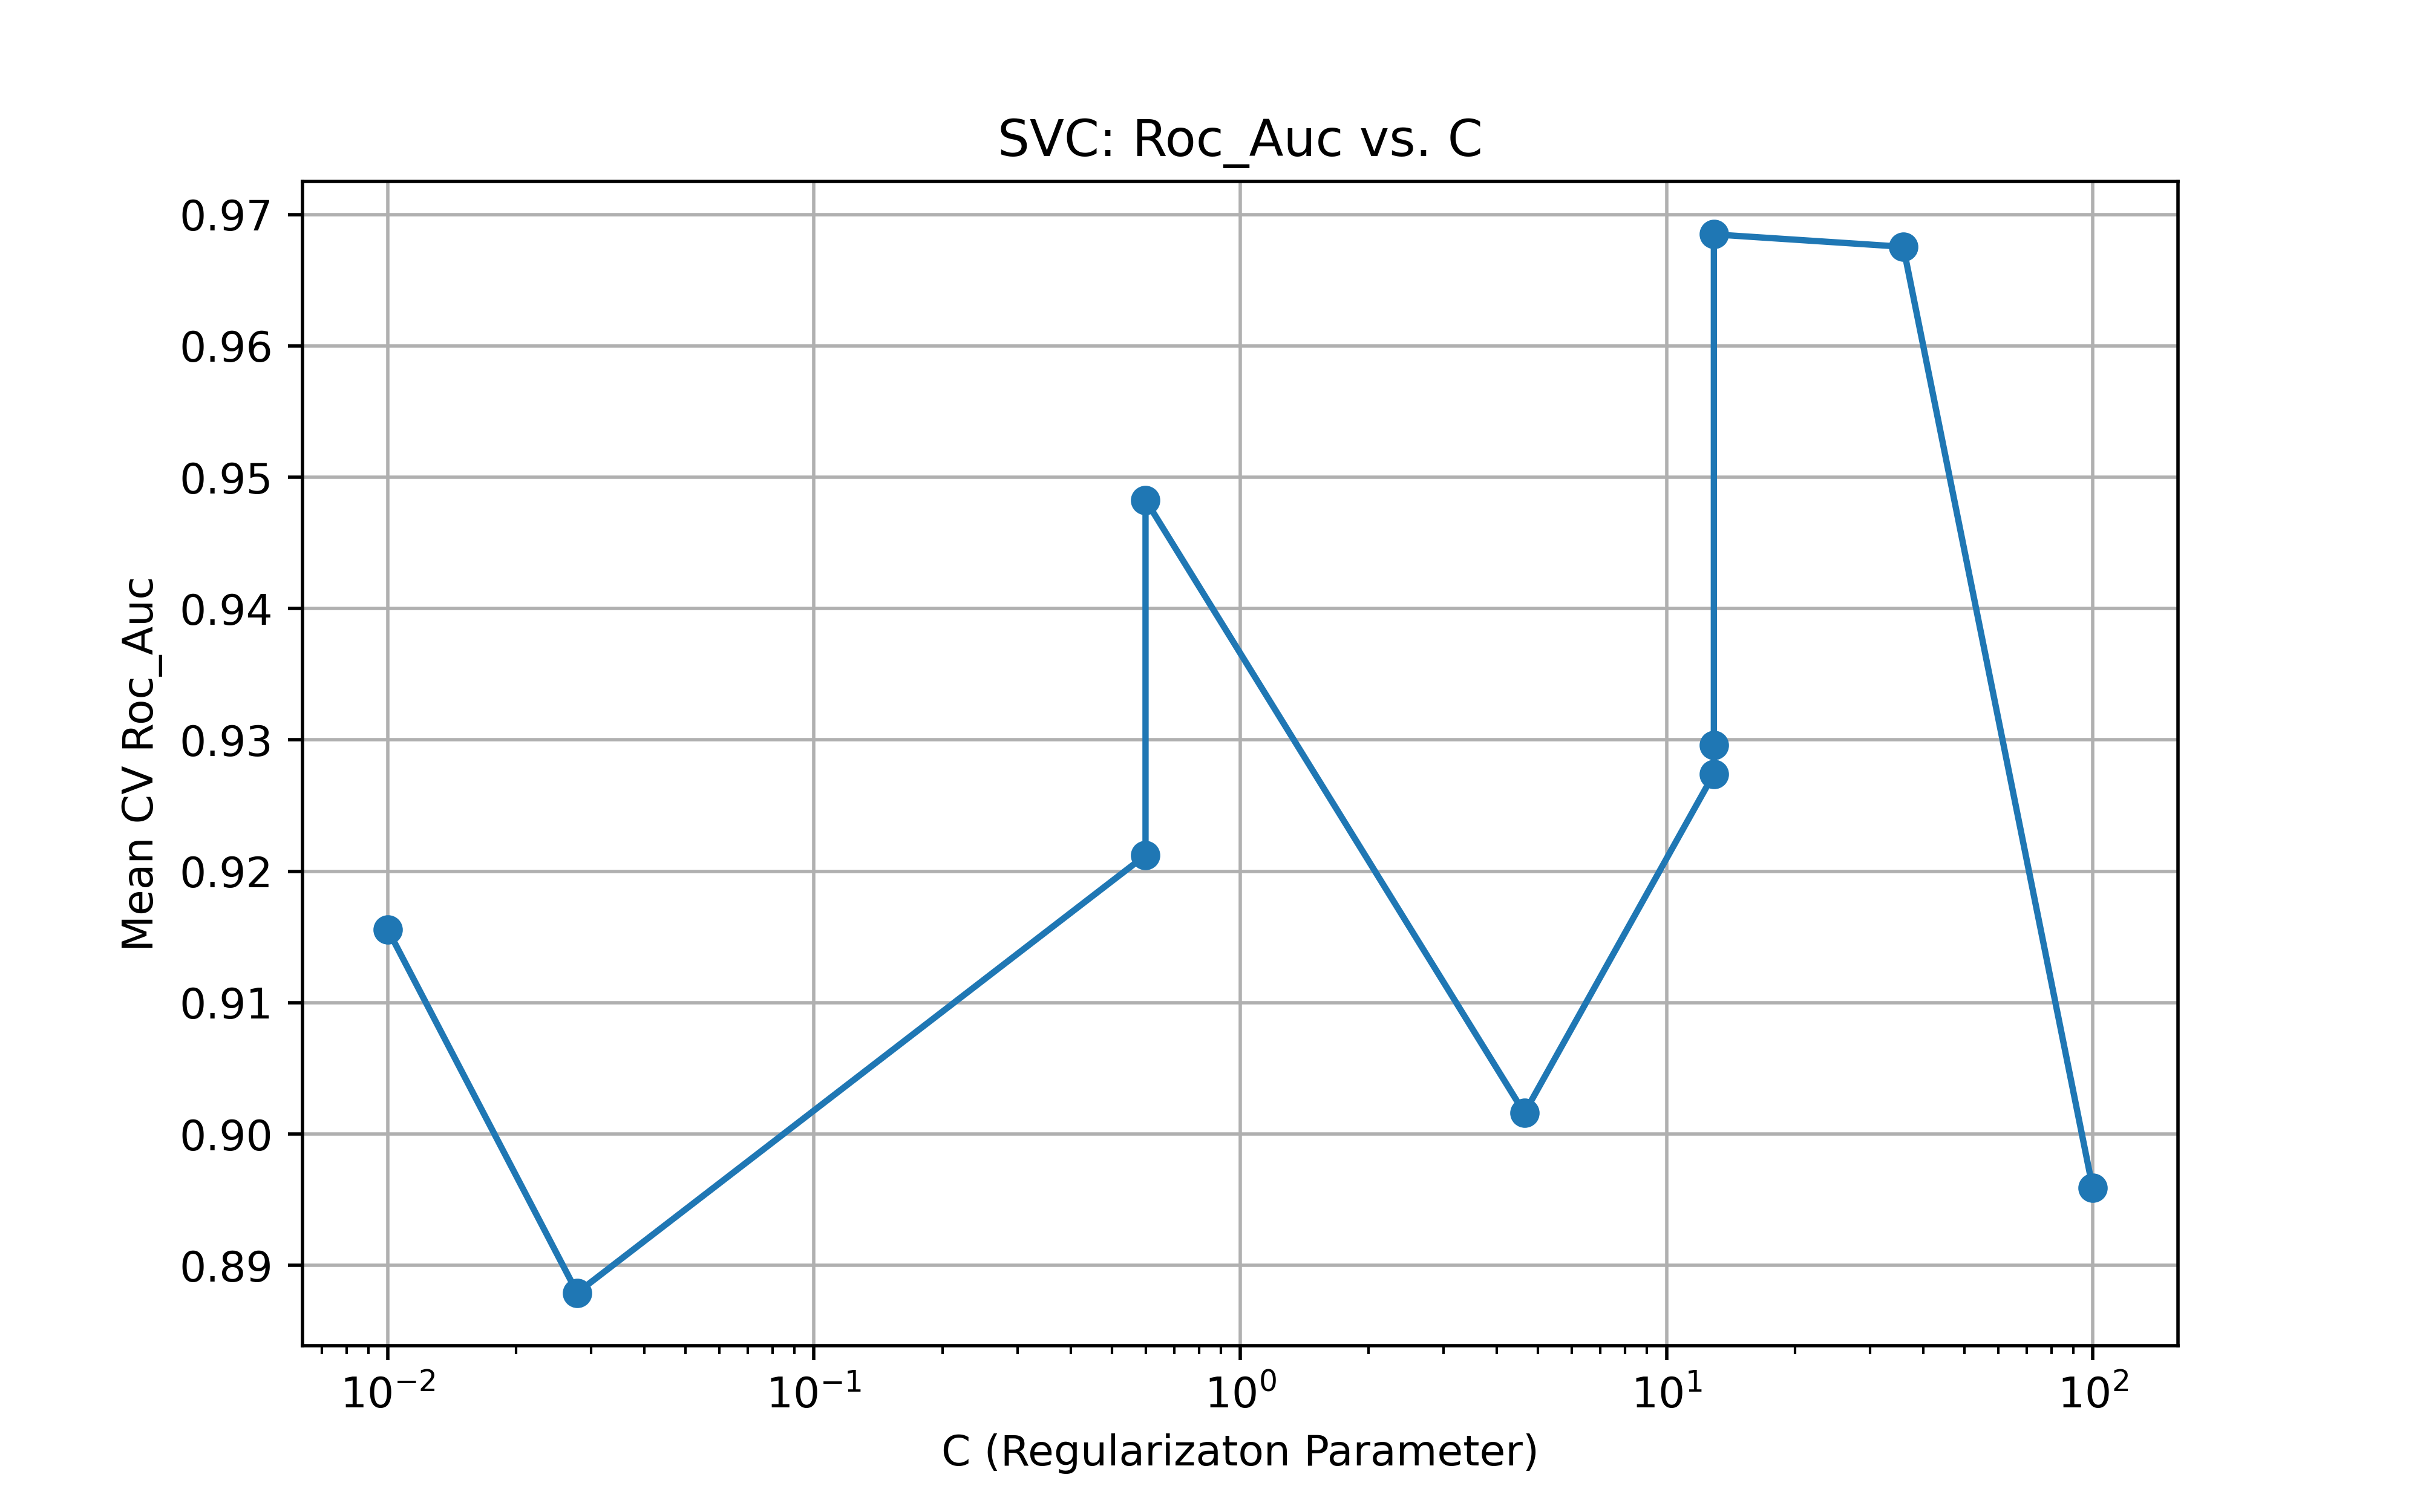 SVC: Roc_Auc vs. C
Mean CV Roc_Auc
0.97
0.96
0.95
0.94
0.93
0.92
0.91
0.90
0.89
10⁻² 10⁻¹ 10⁰ 10¹ 10²
C (Regularizaton Parameter)